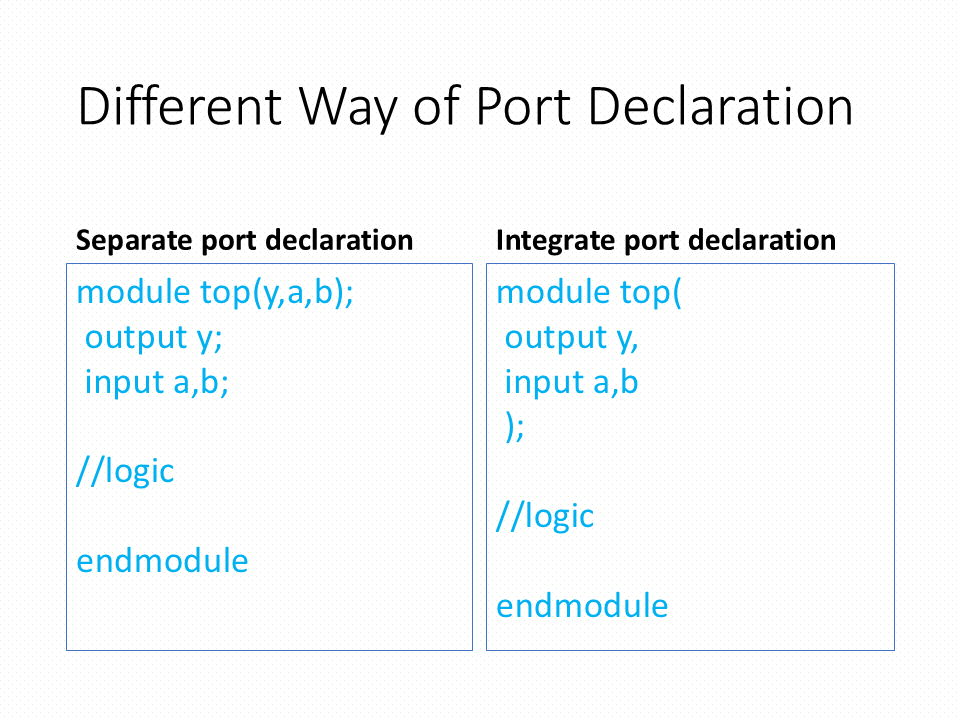 Different Way of Port Declaration
Separate port declaration
module top(y,a,b);
output y;
input a,b;
//logic
endmodule
Integrate port declaration
module top(
output y,
input a,b
);
//logic
endmodule